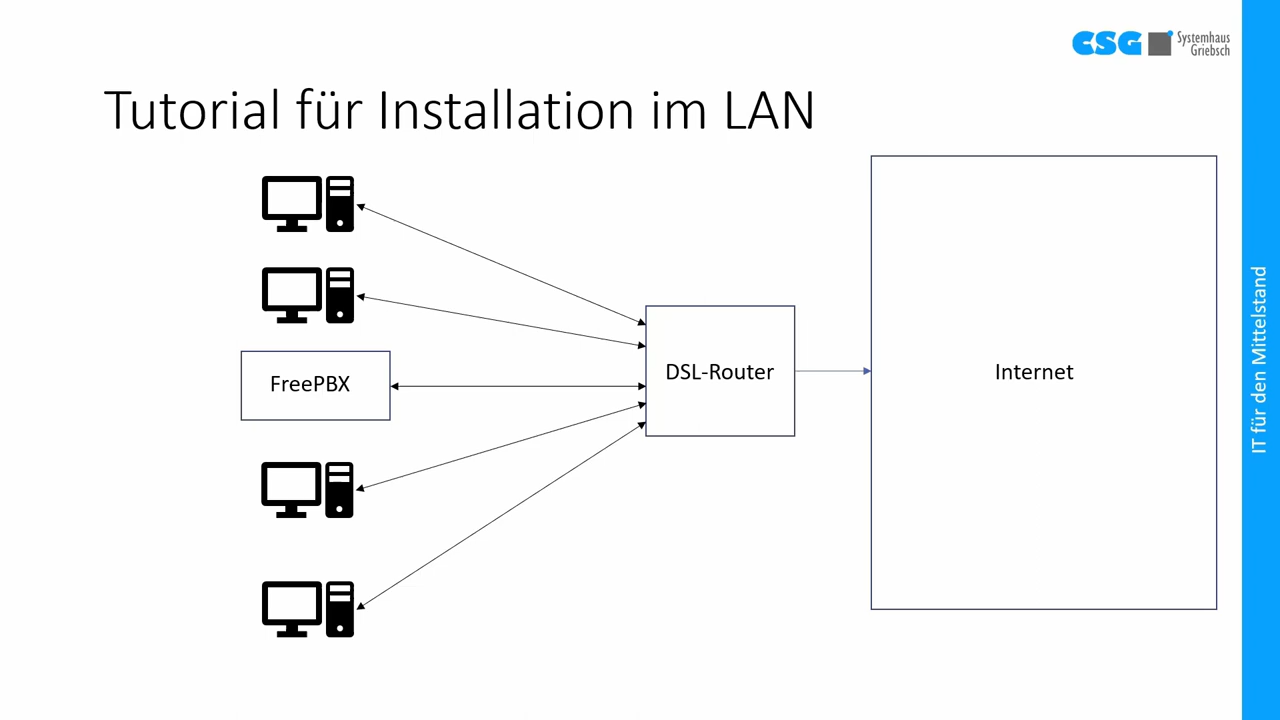 CSG Systemhaus
Griebsch
Tutorial für Installation im LAN
FreePBX
DSL-Router
Internet
IT für den Mittelstand